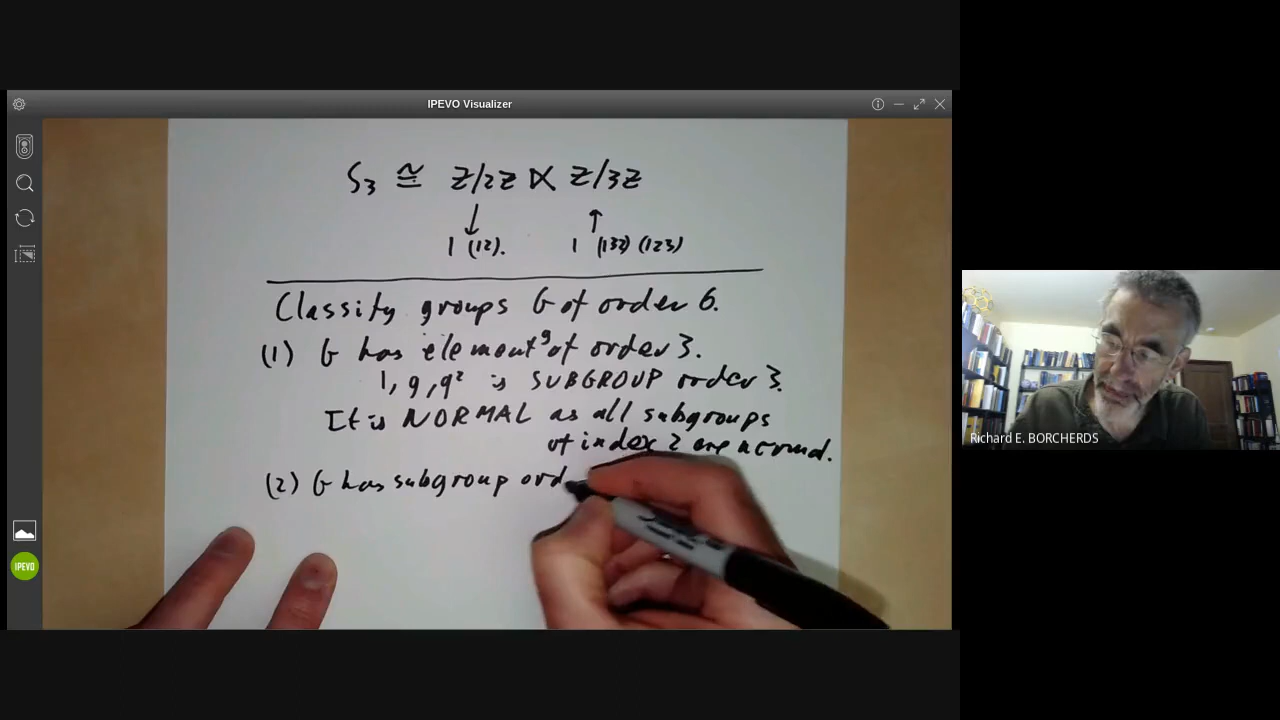 IPEVO Visualizer
S₃ ≅ Z/2Z ⋉ Z/3Z
↓ ↑
1 (12). 1 (132) (123)
Classify groups G of order 6.
(1) G has element g of order 3.
1, g, g² is SUBGROUP order 3.
It is NORMAL as all subgroups
of index 2 are normal.
(2) G has subgroup ord
Richard E. BORCHERDS
IPEVO